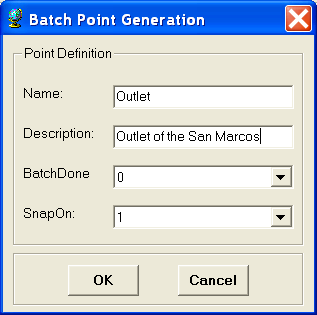 Batch Point Generation
Point Definition
Name: Outlet
Description: Outlet of the San Marcos
BatchDone 0
SnapOn: 1
OK Cancel